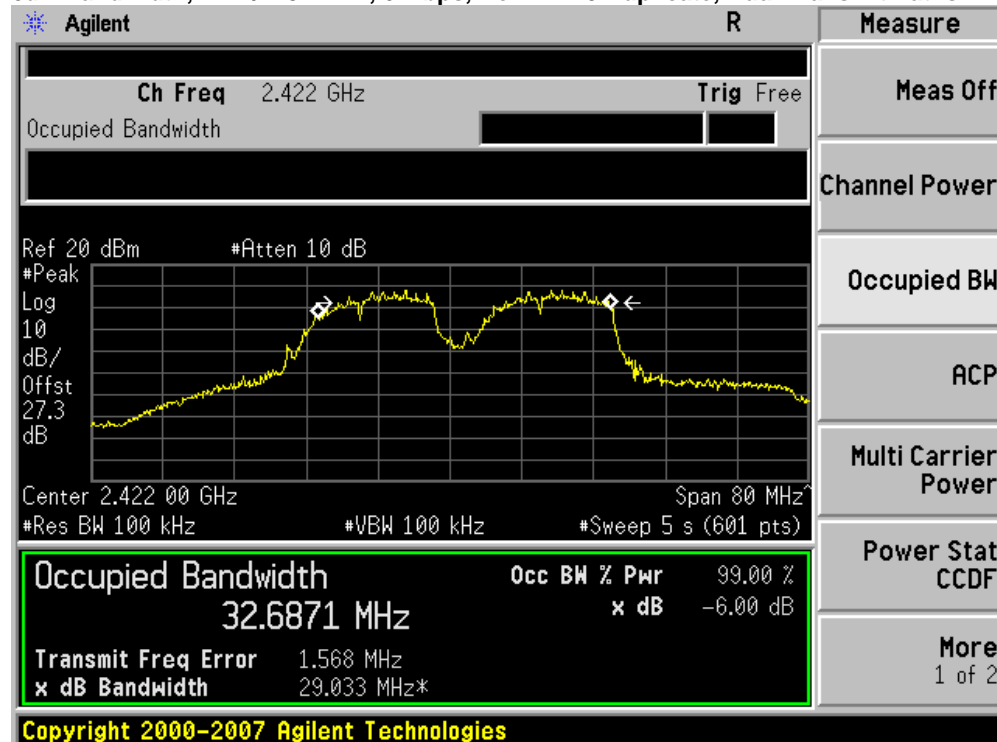 Agilent R Measure
Ch Freq 2.422 GHz Trig Free
Occupied Bandwidth
Meas Off
Channel Power
Occupied BW
ACP
Multi Carrier
Power
Power Stat
CCDF
More
1 of 2
Ref 20 dBm #Atten 10 dB
#Peak
Log
10
dB/
Offst
27.3
dB
Center 2.422 00 GHz Span 80 MHz^
#Res BW 100 kHz #VBW 100 kHz #Sweep 5 s (601 pts)
Occupied Bandwidth Occ BW % Pwr 99.00 %
32.6871 MHz x dB -6.00 dB
Transmit Freq Error 1.568 MHz
x dB Bandwidth 29.033 MHz*
Copyright 2000-2007 Agilent Technologies